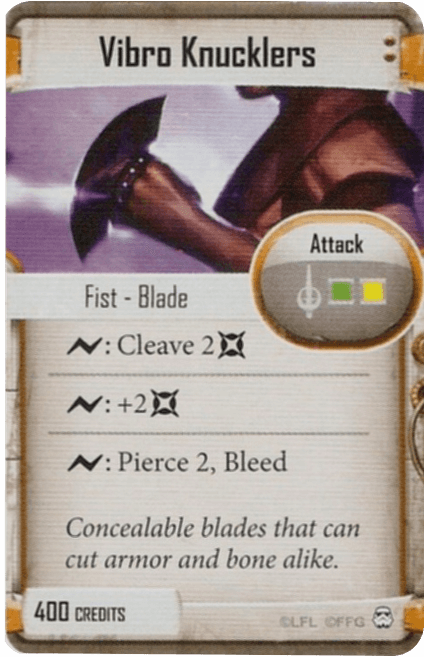 Vibro Knucklers
Attack
Fist - Blade
: Cleave 2
: +2
: Pierce 2, Bleed
Concealable blades that can
cut armor and bone alike.
400 CREDITS
©LFL ©FFG